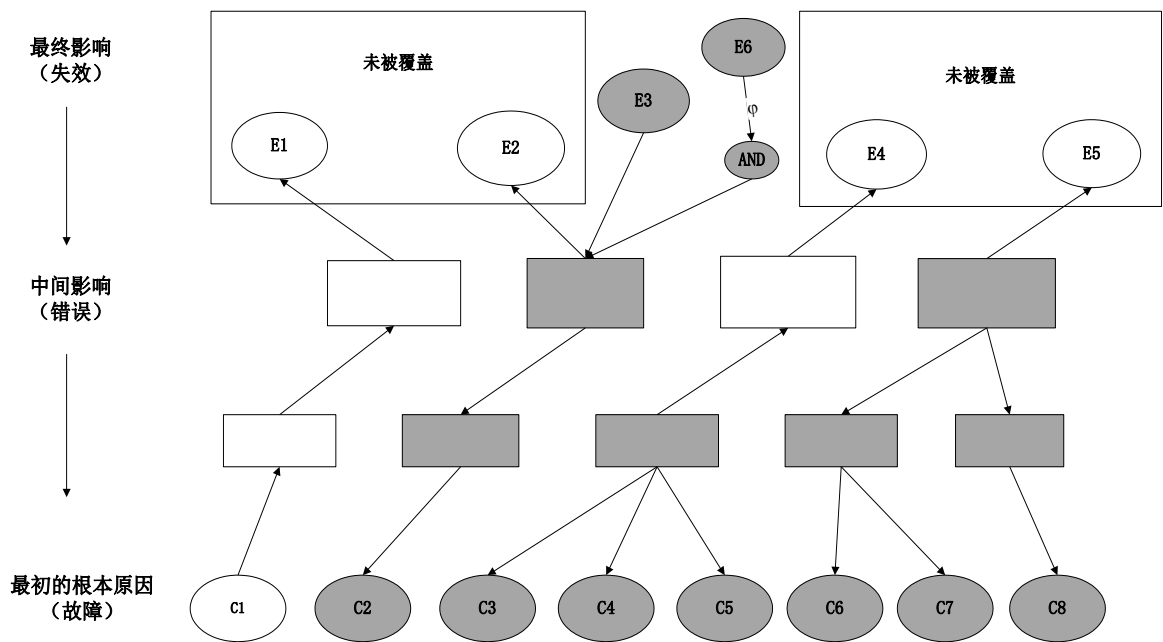 最终影响
（失效）
未被覆盖
E6
未被覆盖
E3
φ
E1
E2
AND
E4
E5
中间影响
（错误）
最初的根本原因
（故障）
C1
C2
C3
C4
C5
C6
C7
C8